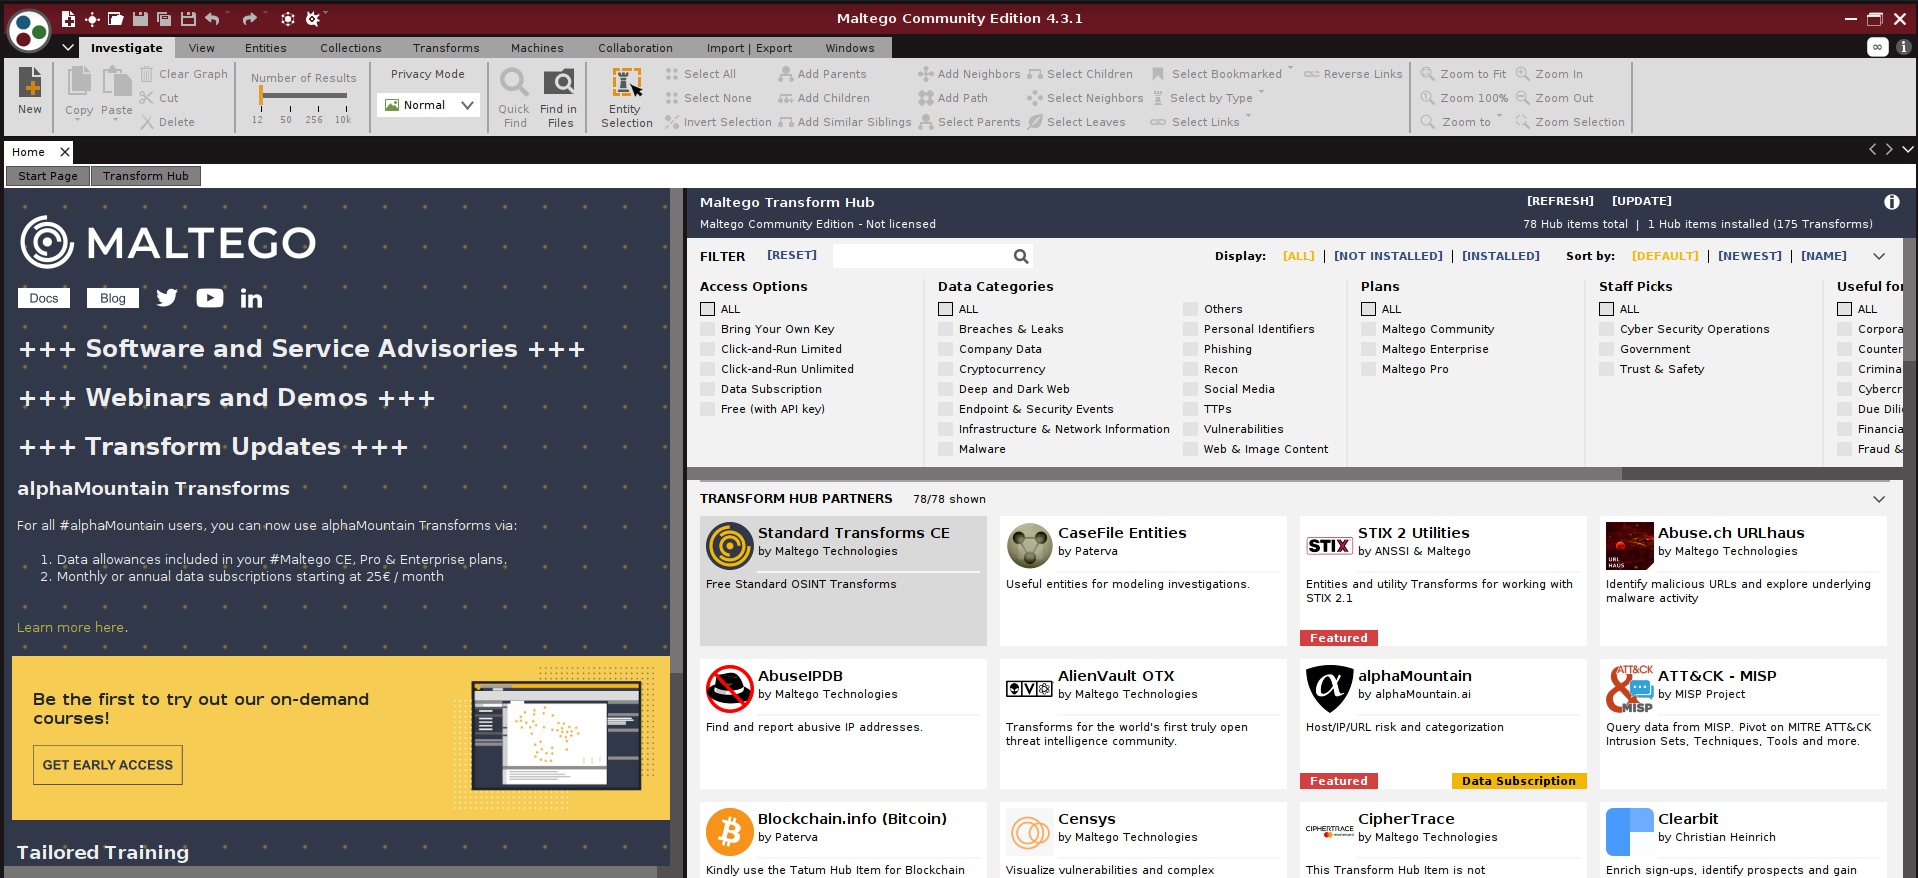 Maltego Community Edition 4.3.1
Investigate View Entities Collections Transforms Machines Collaboration Import | Export Windows
New
Copy
Paste
Clear Graph
Cut
Delete
Number of Results
12 50 256 10k
Privacy Mode
Normal
Quick Find
Find in Files
Entity Selection
Select All
Select None
Invert Selection
Add Parents
Add Children
Add Similar Siblings
Add Neighbors
Add Path
Select Parents
Select Children
Select Neighbors
Select Leaves
Select Bookmarked
Select by Type
Select Links
Reverse Links
Zoom to Fit
Zoom 100%
Zoom to
Zoom In
Zoom Out
Zoom Selection
Home
Start Page Transform Hub
MALTEGO
Docs Blog
+++ Software and Service Advisories +++
+++ Webinars and Demos +++
+++ Transform Updates +++
alphaMountain Transforms
For all #alphaMountain users, you can now use alphaMountain Transforms via:
1. Data allowances included in your #Maltego CE, Pro & Enterprise plans,
2. Monthly or annual data subscriptions starting at 25€ / month
Learn more here.
Be the first to try out our on-demand
courses!
GET EARLY ACCESS
Tailored Training
Maltego Transform Hub
[REFRESH] [UPDATE]
Maltego Community Edition - Not licensed
78 Hub items total | 1 Hub items installed (175 Transforms)
FILTER [RESET]
Display: [ALL] | [NOT INSTALLED] | [INSTALLED] Sort by: [DEFAULT] | [NEWEST] | [NAME]
Access Options
ALL
Bring Your Own Key
Click-and-Run Limited
Click-and-Run Unlimited
Data Subscription
Free (with API key)
Data Categories
ALL
Breaches & Leaks
Company Data
Cryptocurrency
Deep and Dark Web
Endpoint & Security Events
Infrastructure & Network Information
Malware
Others
Personal Identifiers
Phishing
Recon
Social Media
TTPs
Vulnerabilities
Web & Image Content
Plans
ALL
Maltego Community
Maltego Enterprise
Maltego Pro
Staff Picks
ALL
Cyber Security Operations
Government
Trust & Safety
Useful for
ALL
Corpora
Counter
Crimina
Cybercr
Due Dili
Financia
Fraud &
TRANSFORM HUB PARTNERS 78/78 shown
Standard Transforms CE
by Maltego Technologies
Free Standard OSINT Transforms
CaseFile Entities
by Paterva
Useful entities for modeling investigations.
STIX
STIX 2 Utilities
by ANSSI & Maltego
Entities and utility Transforms for working with
STIX 2.1
Featured
URL
HAUS
Abuse.ch URLhaus
by Maltego Technologies
Identify malicious URLs and explore underlying
malware activity
AbuseIPDB
by Maltego Technologies
Find and report abusive IP addresses.
AlienVault OTX
by Maltego Technologies
Transforms for the world's first truly open
threat intelligence community.
alphaMountain
by alphaMountain.ai
Host/IP/URL risk and categorization
Featured
Data Subscription
ATT&CK
MISP
ATT&CK - MISP
by MISP Project
Query data from MISP. Pivot on MITRE ATT&CK
Intrusion Sets, Techniques, Tools and more.
Blockchain.info (Bitcoin)
by Paterva
Kindly use the Tatum Hub Item for Blockchain
Censys
by Maltego Technologies
Visualize vulnerabilities and complex
CIPHERTRACE
CipherTrace
by Maltego Technologies
This Transform Hub Item is not
Clearbit
by Christian Heinrich
Enrich sign-ups, identify prospects and gain